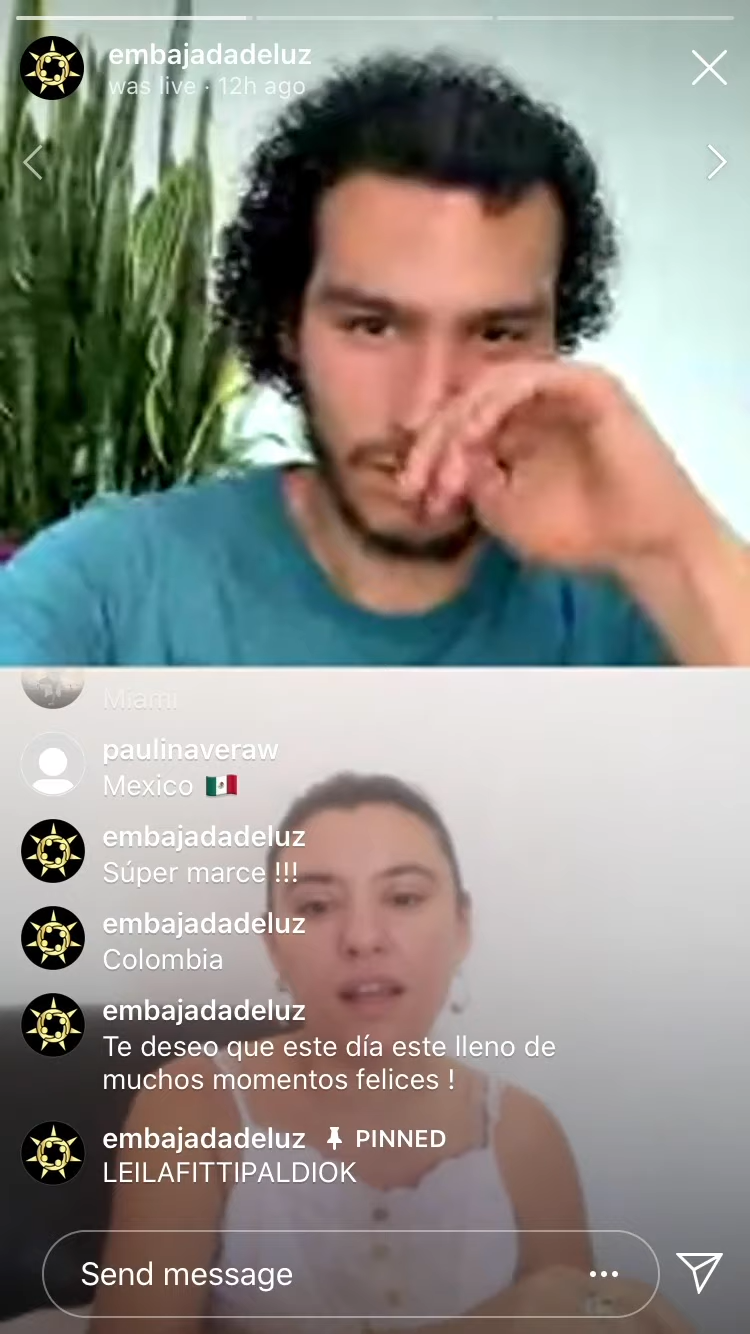 embajadadeluz
was live · 12h ago
Miami
paulinaveraw
Mexico 🇲🇽
embajadadeluz
Súper marce !!!
embajadadeluz
Colombia
embajadadeluz
Te deseo que este día este lleno de
muchos momentos felices !
embajadadeluz PINNED
LEILAFITTIPALDIOK
Send message